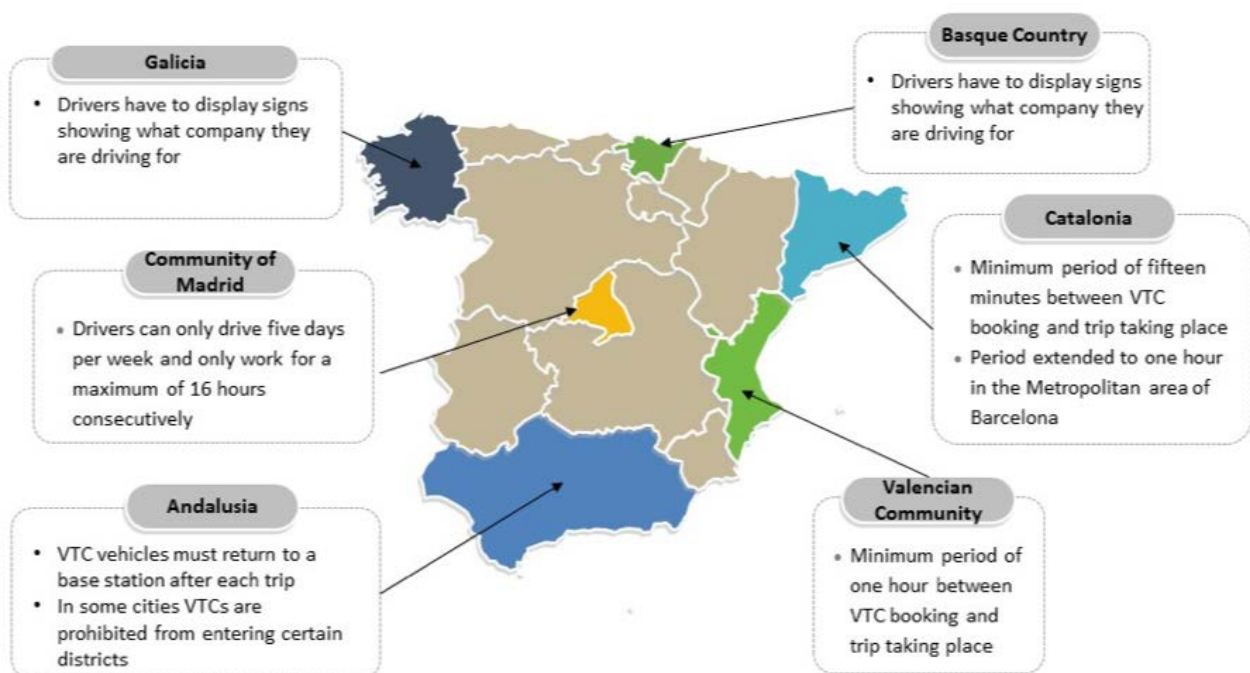 Galicia
• Drivers have to display signs
showing what company they
are driving for
Basque Country
• Drivers have to display signs
showing what company they
are driving for
Community of
Madrid
• Drivers can only drive five days
per week and only work for a
maximum of 16 hours
consecutively
Catalonia
• Minimum period of fifteen
minutes between VTC
booking and trip taking place
• Period extended to one hour
in the Metropolitan area of
Barcelona
Andalusia
• VTC vehicles must return to a
base station after each trip
• In some cities VTCs are
prohibited from entering certain
districts
Valencian
Community
• Minimum period of
one hour between
VTC booking and
trip taking place